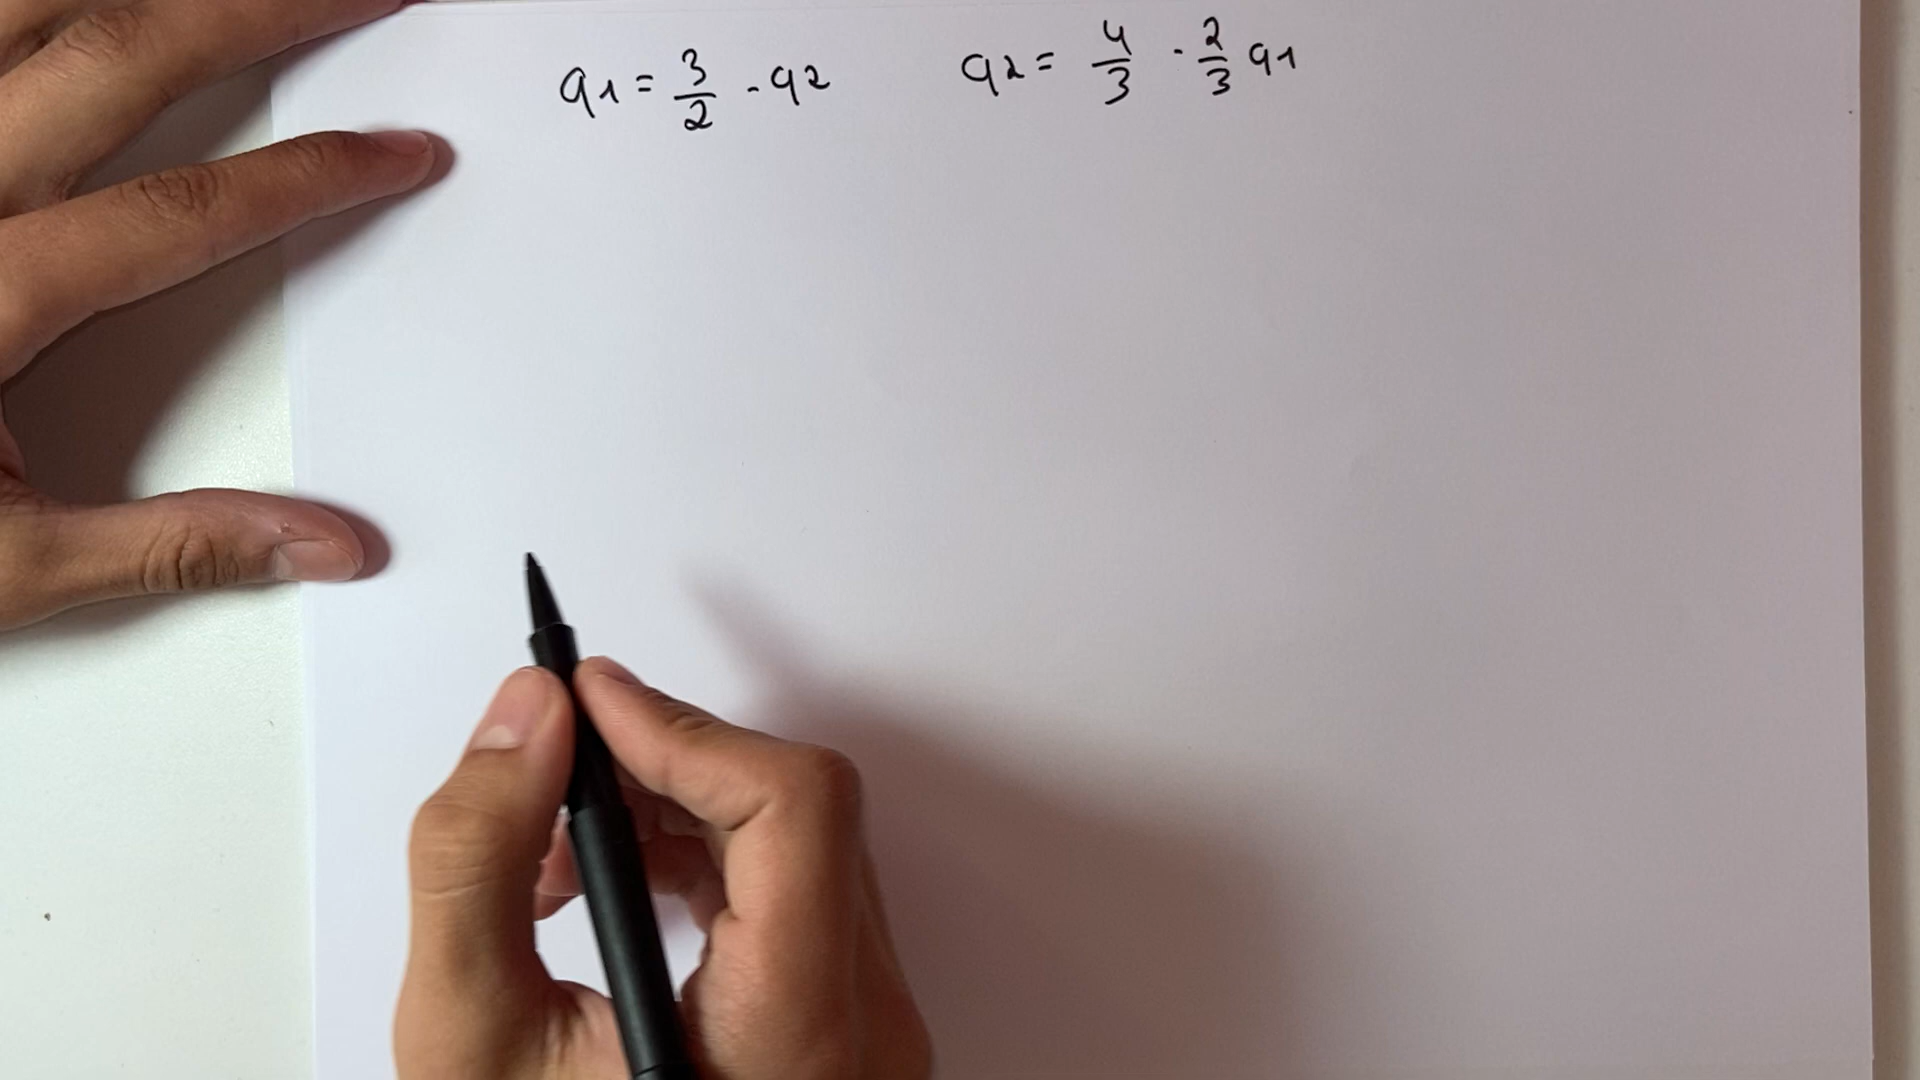 q1 = 3/2 - q2
q2 = 4/3 - 2/3 q1